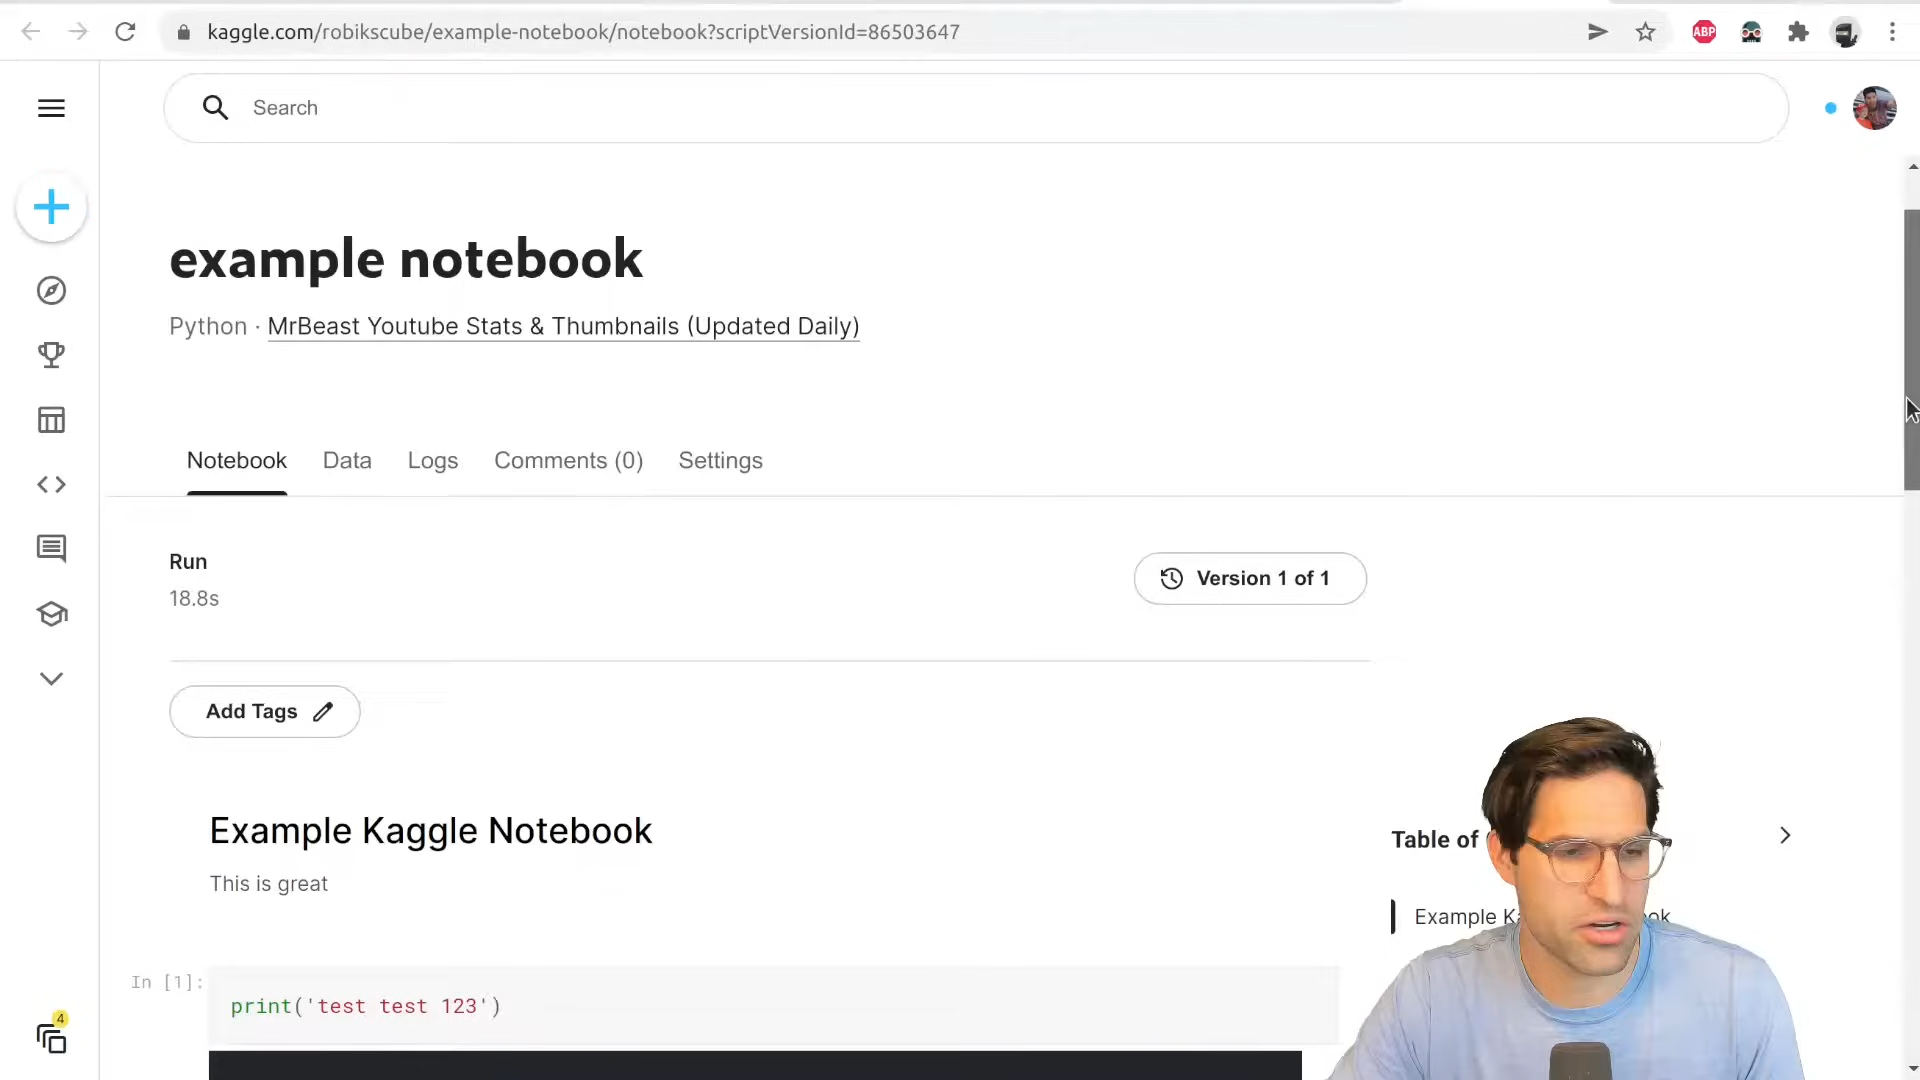 kaggle.com/robikscube/example-notebook/notebook?scriptVersionId=86503647
ABP
Search
example notebook
Python · MrBeast Youtube Stats & Thumbnails (Updated Daily)
Notebook Data Logs Comments (0) Settings
Run
18.8s
Version 1 of 1
Add Tags
Example Kaggle Notebook
This is great
Table of
Example
In [1]:
print('test test 123')
4